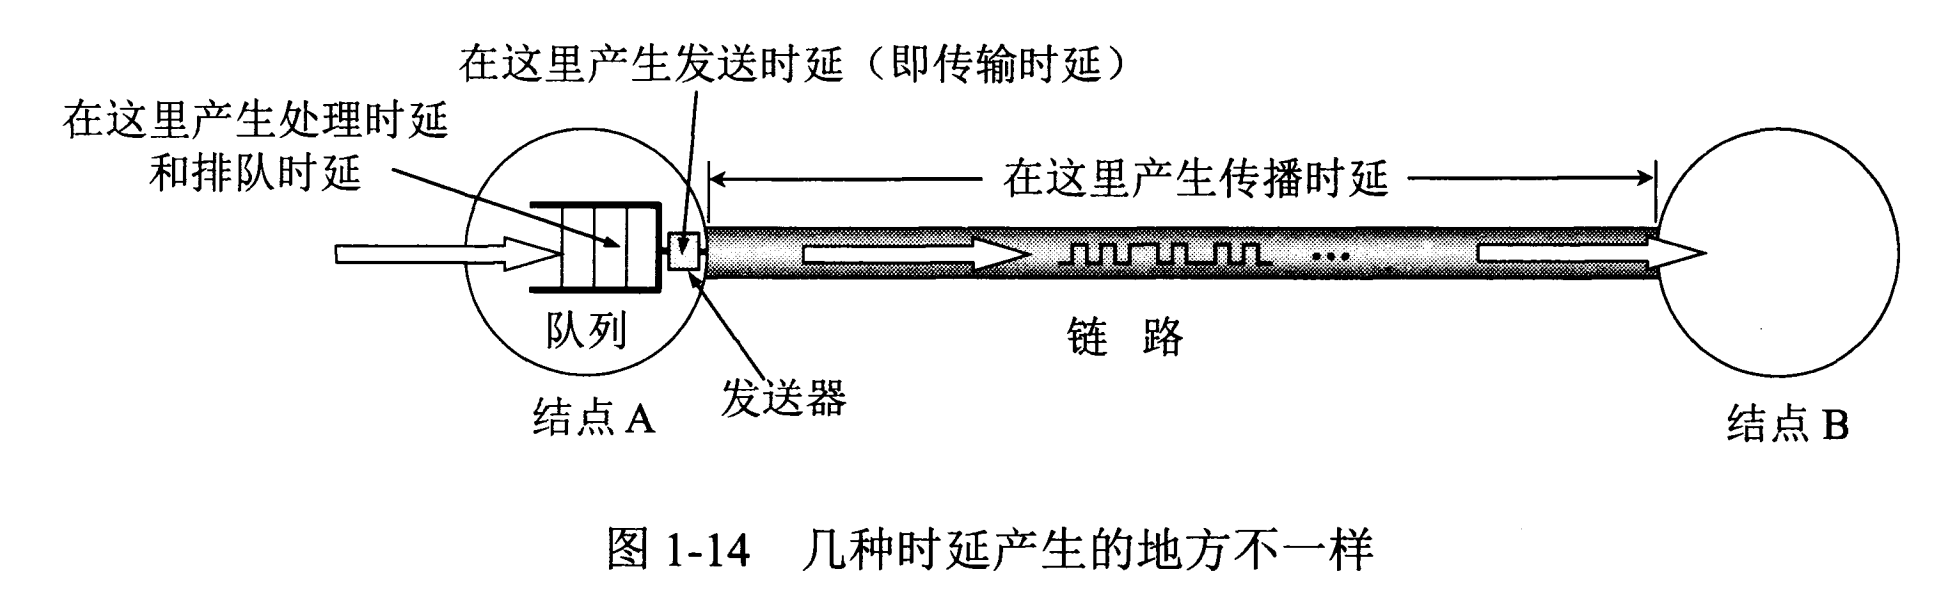 在这里产生发送时延（即传输时延）
在这里产生处理时延
和排队时延
在这里产生传播时延
队列
链 路
发送器
结点 A
结点 B
图 1-14 几种时延产生的地方不一样